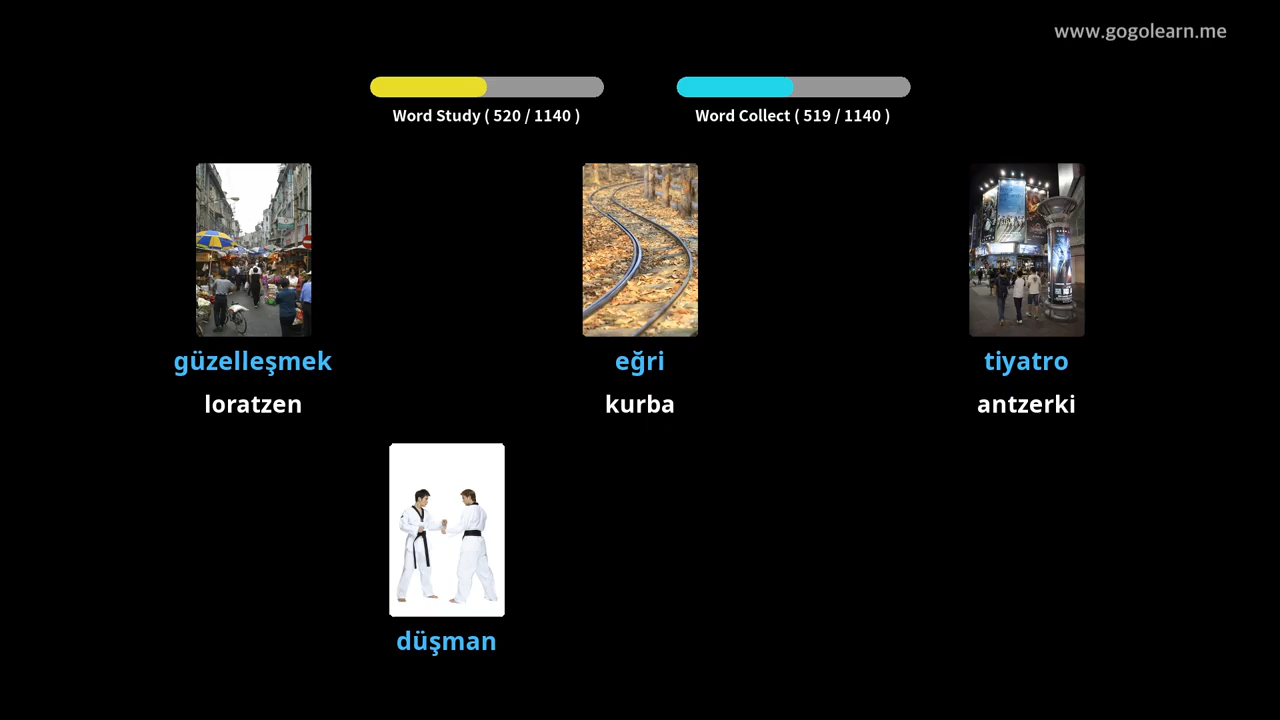 www.gogolearn.me
Word Study ( 520 / 1140 )
Word Collect ( 519 / 1140 )
güzelleşmek
eğri
tiyatro
loratzen
kurba
antzerki
düşman